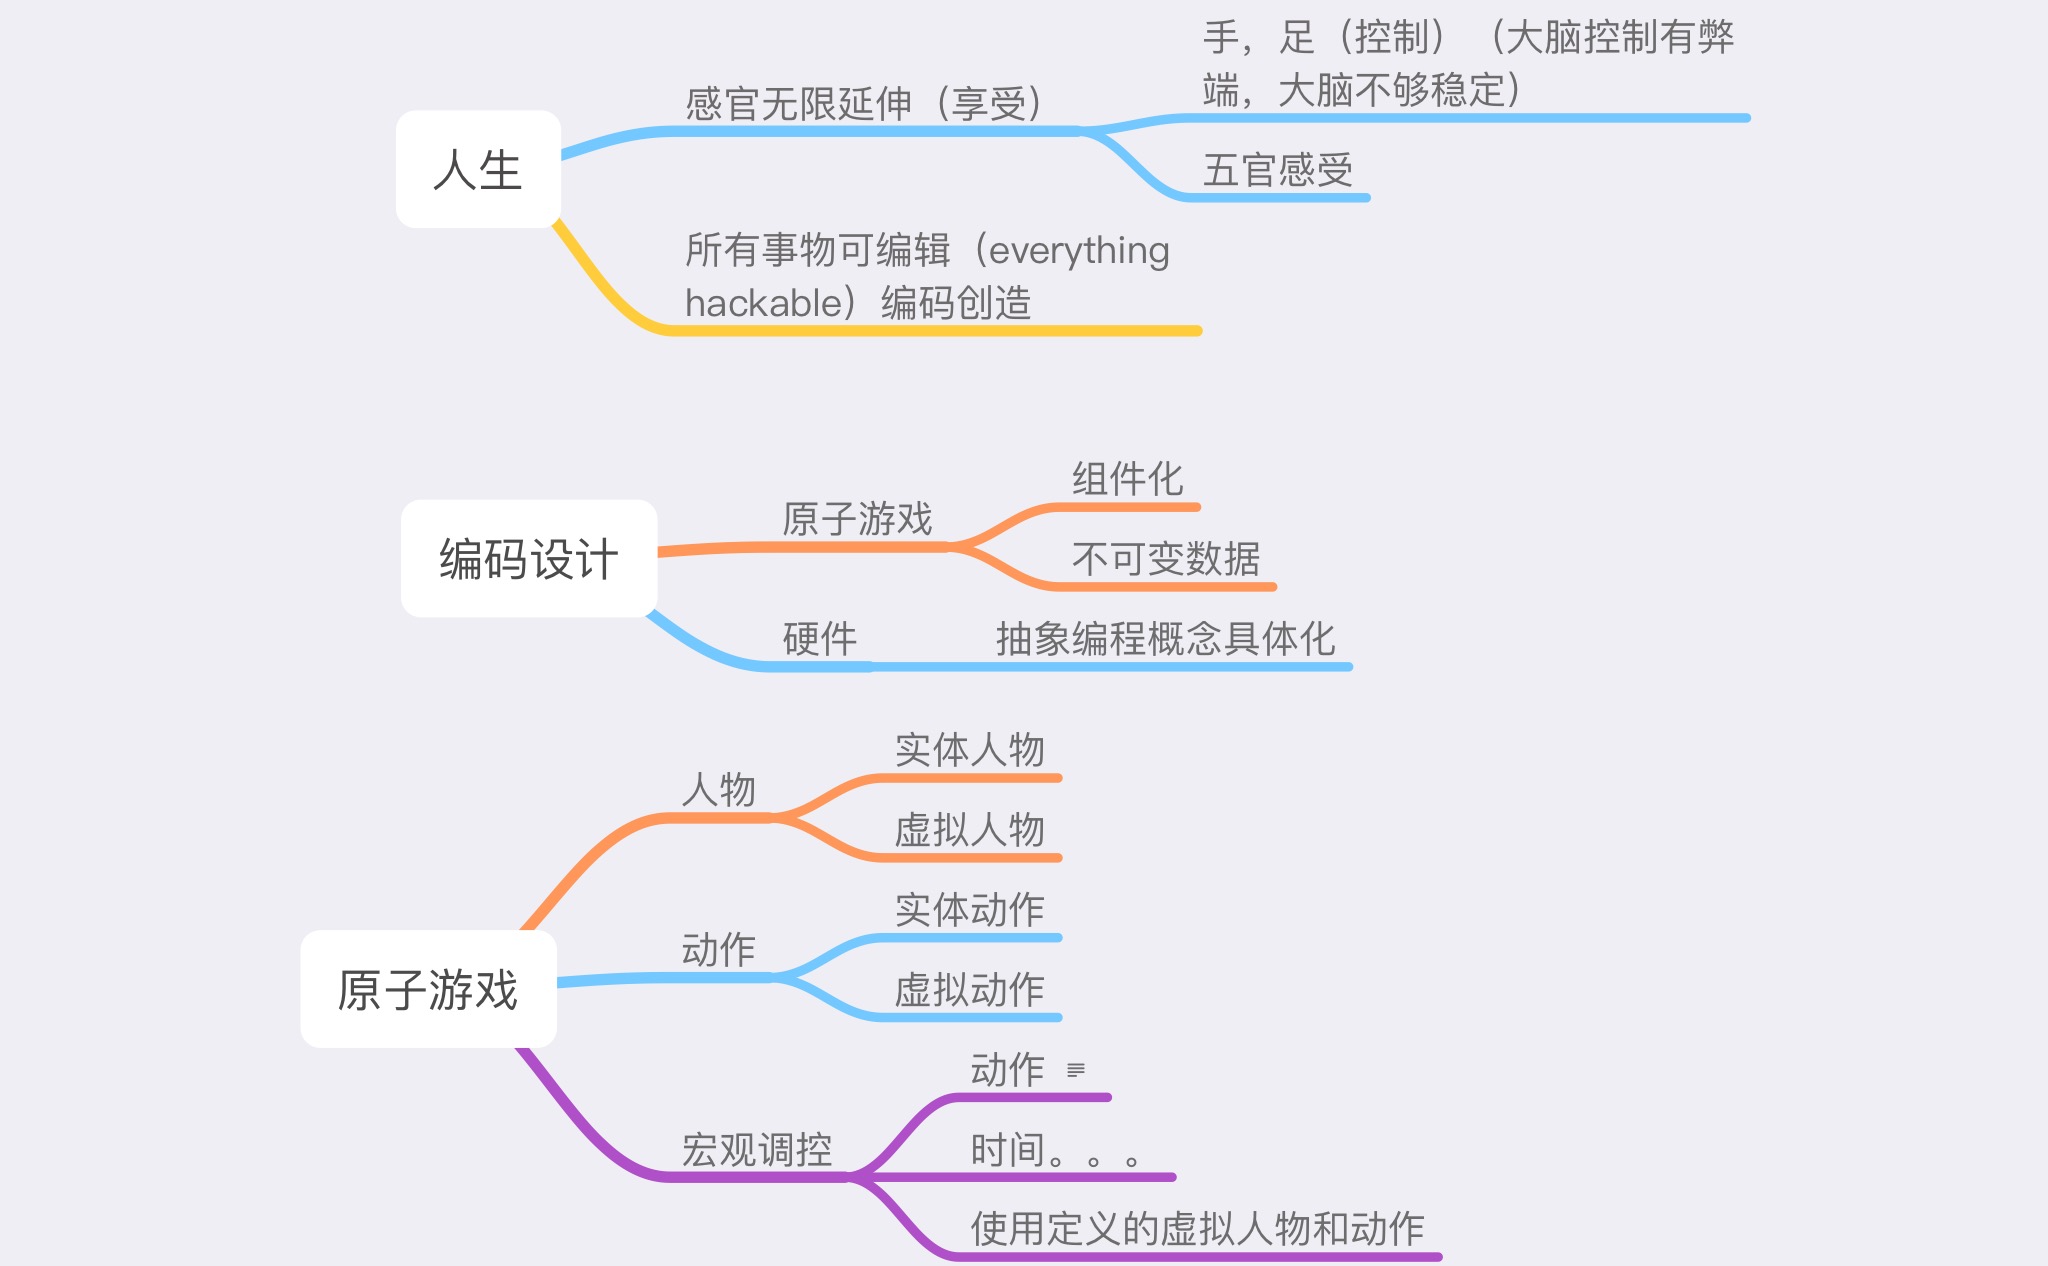 人生
感官无限延伸（享受）
手，足（控制）（大脑控制有弊
端，大脑不够稳定）
五官感受
所有事物可编辑（everything
hackable）编码创造
编码设计
原子游戏
组件化
不可变数据
硬件
抽象编程概念具体化
原子游戏
人物
实体人物
虚拟人物
动作
实体动作
虚拟动作
宏观调控
动作
时间。。。
使用定义的虚拟人物和动作